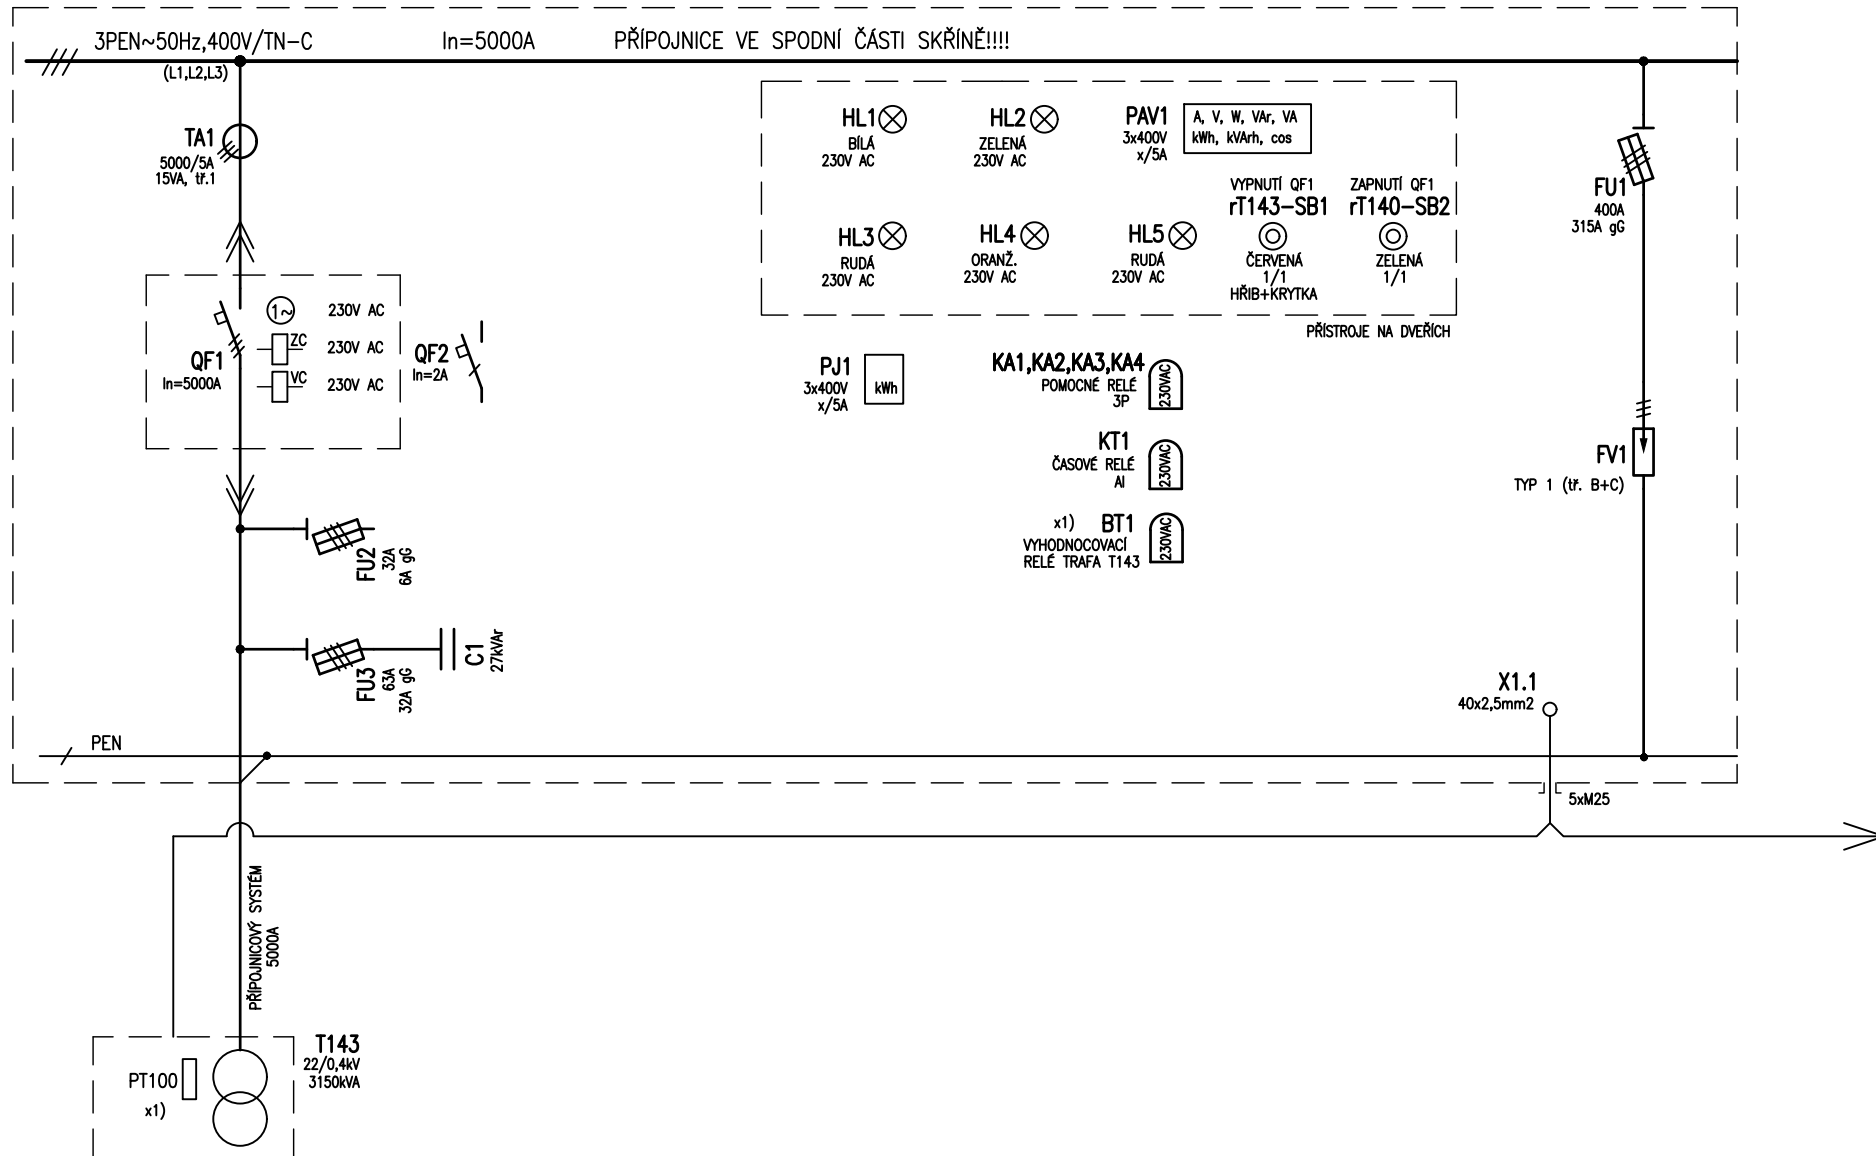 3PEN~50Hz,400V/TN-C
In=5000A
PŘÍPOJNICE VE SPODNÍ ČÁSTI SKŘÍNĚ!!!!
(L1,L2,L3)
TA1
5000/5A
15VA, tř.1
HL1
BÍLÁ
230V AC
HL2
ZELENÁ
230V AC
PAV1
3x400V
x/5A
A, V, W, VAr, VA
kWh, kVArh, cos
HL3
RUDÁ
230V AC
HL4
ORANŽ.
230V AC
HL5
RUDÁ
230V AC
VYPNUTÍ QF1
rT143-SB1
ČERVENÁ
1/1
HŘIB+KRYTKA
ZAPNUTÍ QF1
rT140-SB2
ZELENÁ
1/1
PŘÍSTROJE NA DVEŘÍCH
FU1
400A
315A gG
QF1
In=5000A
1~
230V AC
ZC
230V AC
VC
230V AC
QF2
In=2A
PJ1
3x400V
x/5A
kWh
KA1,KA2,KA3,KA4
POMOCNÉ RELÉ
3P
230VAC
KT1
ČASOVÉ RELÉ
AI
230VAC
x1)
BT1
VYHODNOCOVACÍ
RELÉ TRAFA T143
230VAC
FV1
TYP 1 (tř. B+C)
FU2
32A
6A gG
FU3
63A
32A gG
C1
27kVAr
X1.1
40x2,5mm2
PEN
5xM25
PŘÍPOJNICOVÝ SYSTÉM
5000A
T143
22/0,4kV
3150kVA
PT100
x1)